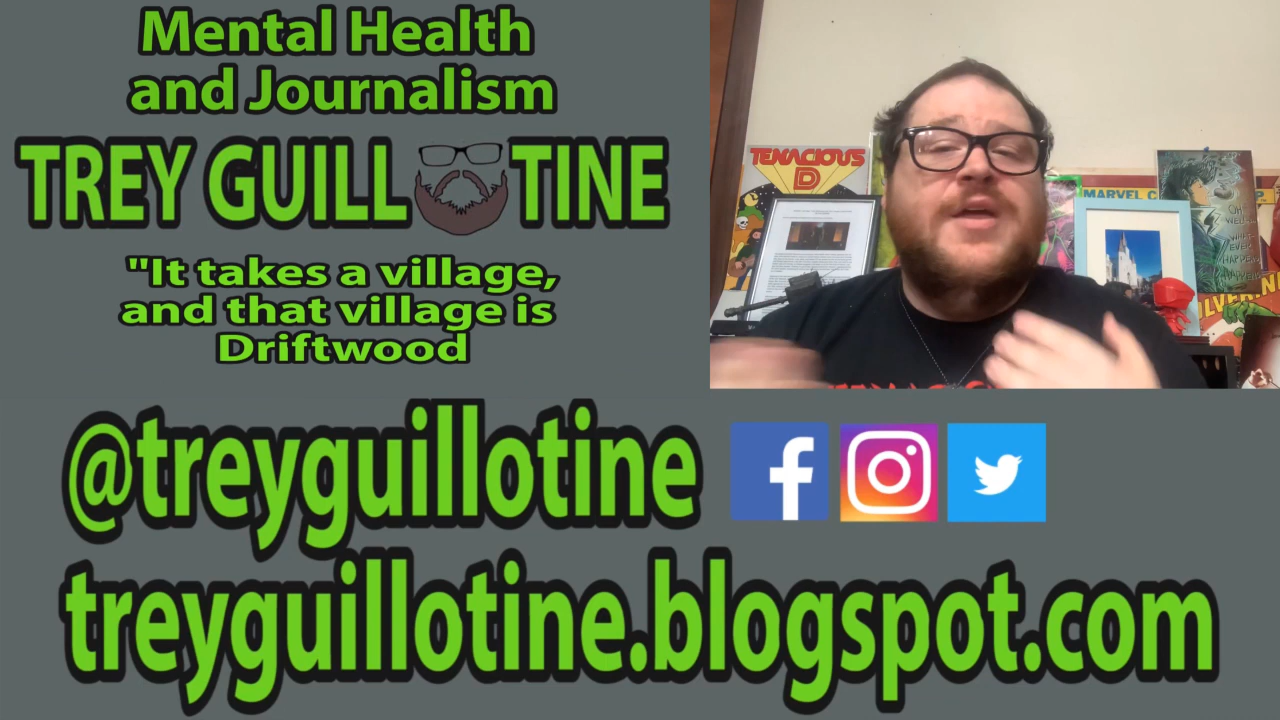 Mental Health
and Journalism
TREY GUILL TINE
"It takes a village,
and that village is
Driftwood
TENACIOUS
D
MARVEL C
@treyguillotine
treyguillotine.blogspot.com